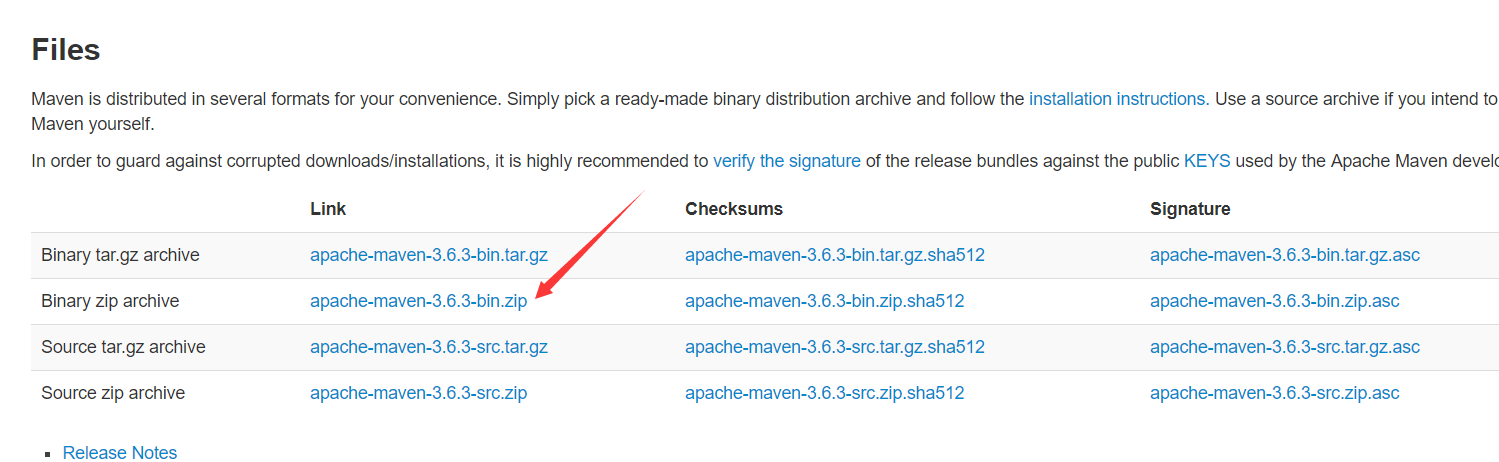 Files
Maven is distributed in several formats for your convenience. Simply pick a ready-made binary distribution archive and follow the installation instructions. Use a source archive if you intend to
Maven yourself.
In order to guard against corrupted downloads/installations, it is highly recommended to verify the signature of the release bundles against the public KEYS used by the Apache Maven develo
Link Checksums Signature
Binary tar.gz archive apache-maven-3.6.3-bin.tar.gz apache-maven-3.6.3-bin.tar.gz.sha512 apache-maven-3.6.3-bin.tar.gz.asc
Binary zip archive apache-maven-3.6.3-bin.zip apache-maven-3.6.3-bin.zip.sha512 apache-maven-3.6.3-bin.zip.asc
Source tar.gz archive apache-maven-3.6.3-src.tar.gz apache-maven-3.6.3-src.tar.gz.sha512 apache-maven-3.6.3-src.tar.gz.asc
Source zip archive apache-maven-3.6.3-src.zip apache-maven-3.6.3-src.zip.sha512 apache-maven-3.6.3-src.zip.asc
Release Notes